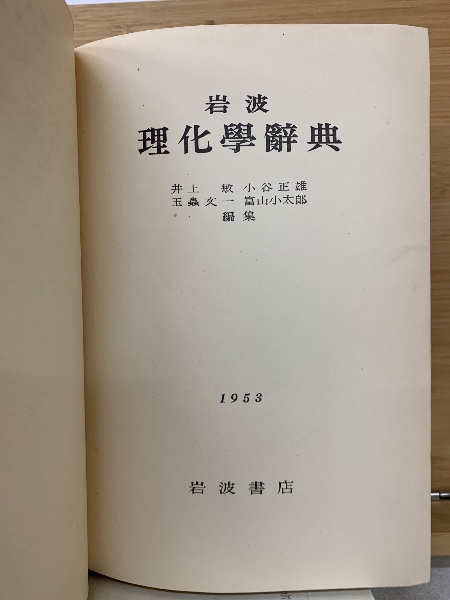 岩波
理化學辭典
井上 敏 小谷正雄
玉蟲文一 富山小太郎
編集
1953
岩波書店